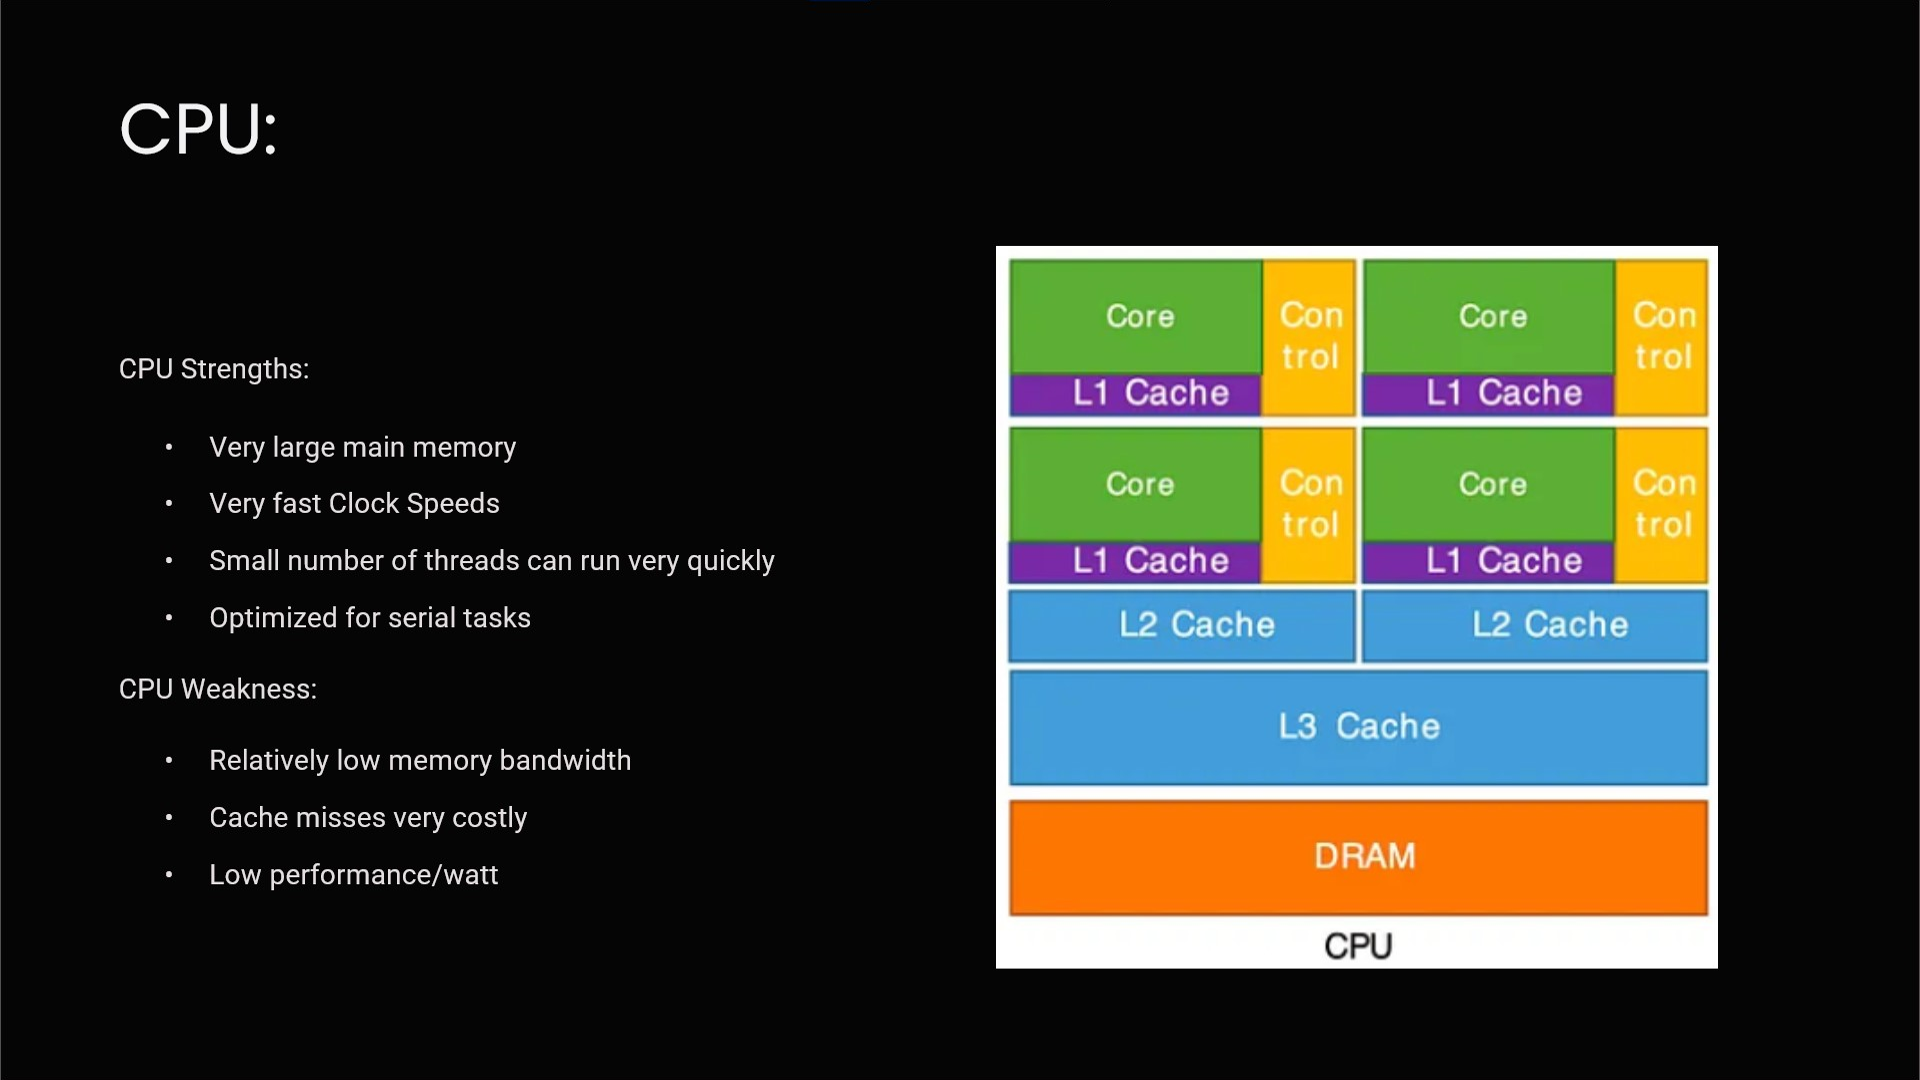 CPU:
CPU Strengths:
• Very large main memory
• Very fast Clock Speeds
• Small number of threads can run very quickly
• Optimized for serial tasks
CPU Weakness:
• Relatively low memory bandwidth
• Cache misses very costly
• Low performance/watt
Core
Con
trol
L1 Cache
Core
Con
trol
L1 Cache
Core
Con
trol
L1 Cache
Core
Con
trol
L1 Cache
L2 Cache
L2 Cache
L3 Cache
DRAM
CPU